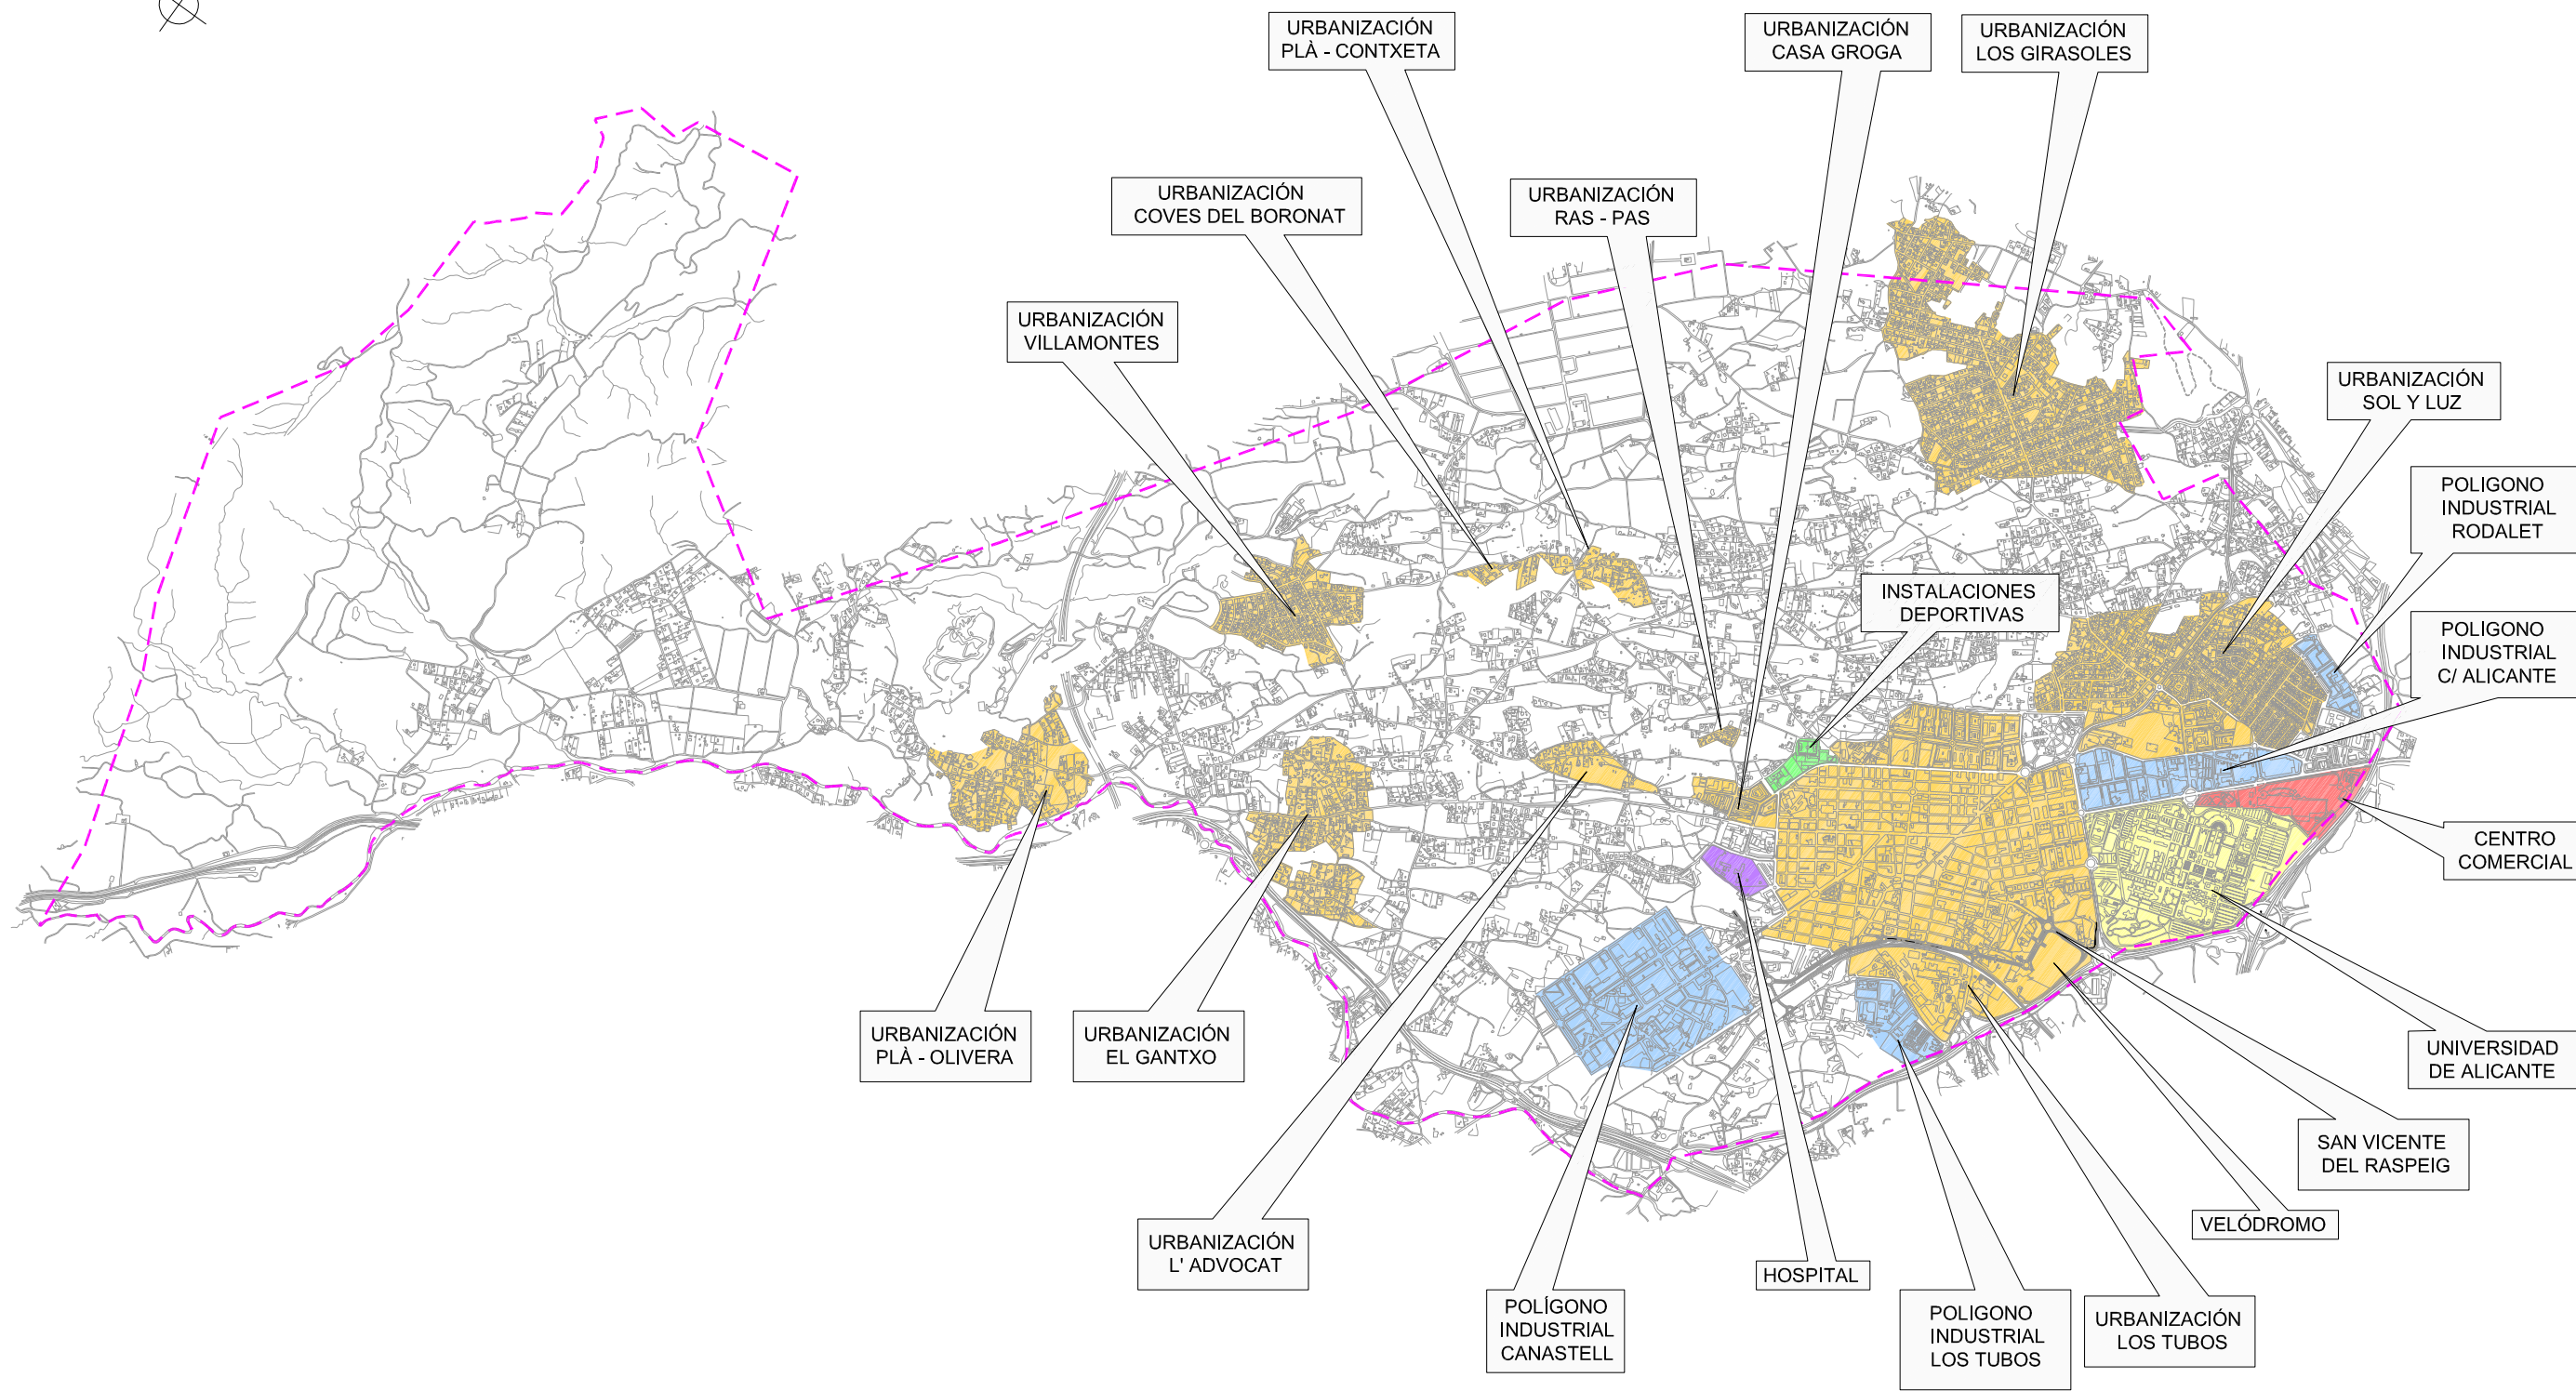 URBANIZACIÓN
PLÀ - CONTXETA
URBANIZACIÓN
CASA GROGA
URBANIZACIÓN
LOS GIRASOLES
URBANIZACIÓN
COVES DEL BORONAT
URBANIZACIÓN
RAS - PAS
URBANIZACIÓN
VILLAMONTES
URBANIZACIÓN
SOL Y LUZ
POLIGONO
INDUSTRIAL
RODALET
INSTALACIONES
DEPORTIVAS
POLIGONO
INDUSTRIAL
C/ ALICANTE
CENTRO
COMERCIAL
URBANIZACIÓN
PLÀ - OLIVERA
URBANIZACIÓN
EL GANTXO
UNIVERSIDAD
DE ALICANTE
SAN VICENTE
DEL RASPEIG
VELÓDROMO
URBANIZACIÓN
L' ADVOCAT
HOSPITAL
POLÍGONO
INDUSTRIAL
CANASTELL
POLIGONO
INDUSTRIAL
LOS TUBOS
URBANIZACIÓN
LOS TUBOS